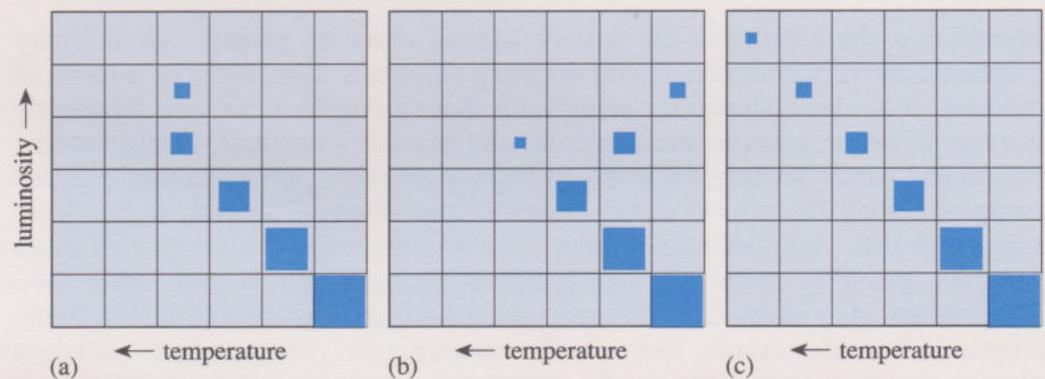 luminosity →
← temperature
← temperature
← temperature
(a)
(b)
(c)